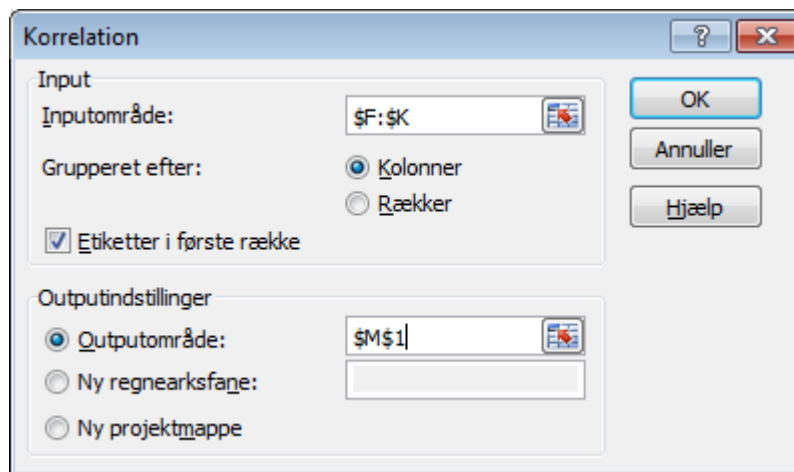 Korrelation
Input
Inputområde: $F:$K
Grupperet efter: Kolonner
Rækker
Etiketter i første række
Outputindstillinger
Outputområde: $M$1
Ny regnearksfane:
Ny projektmappe
OK
Annuller
Hjælp